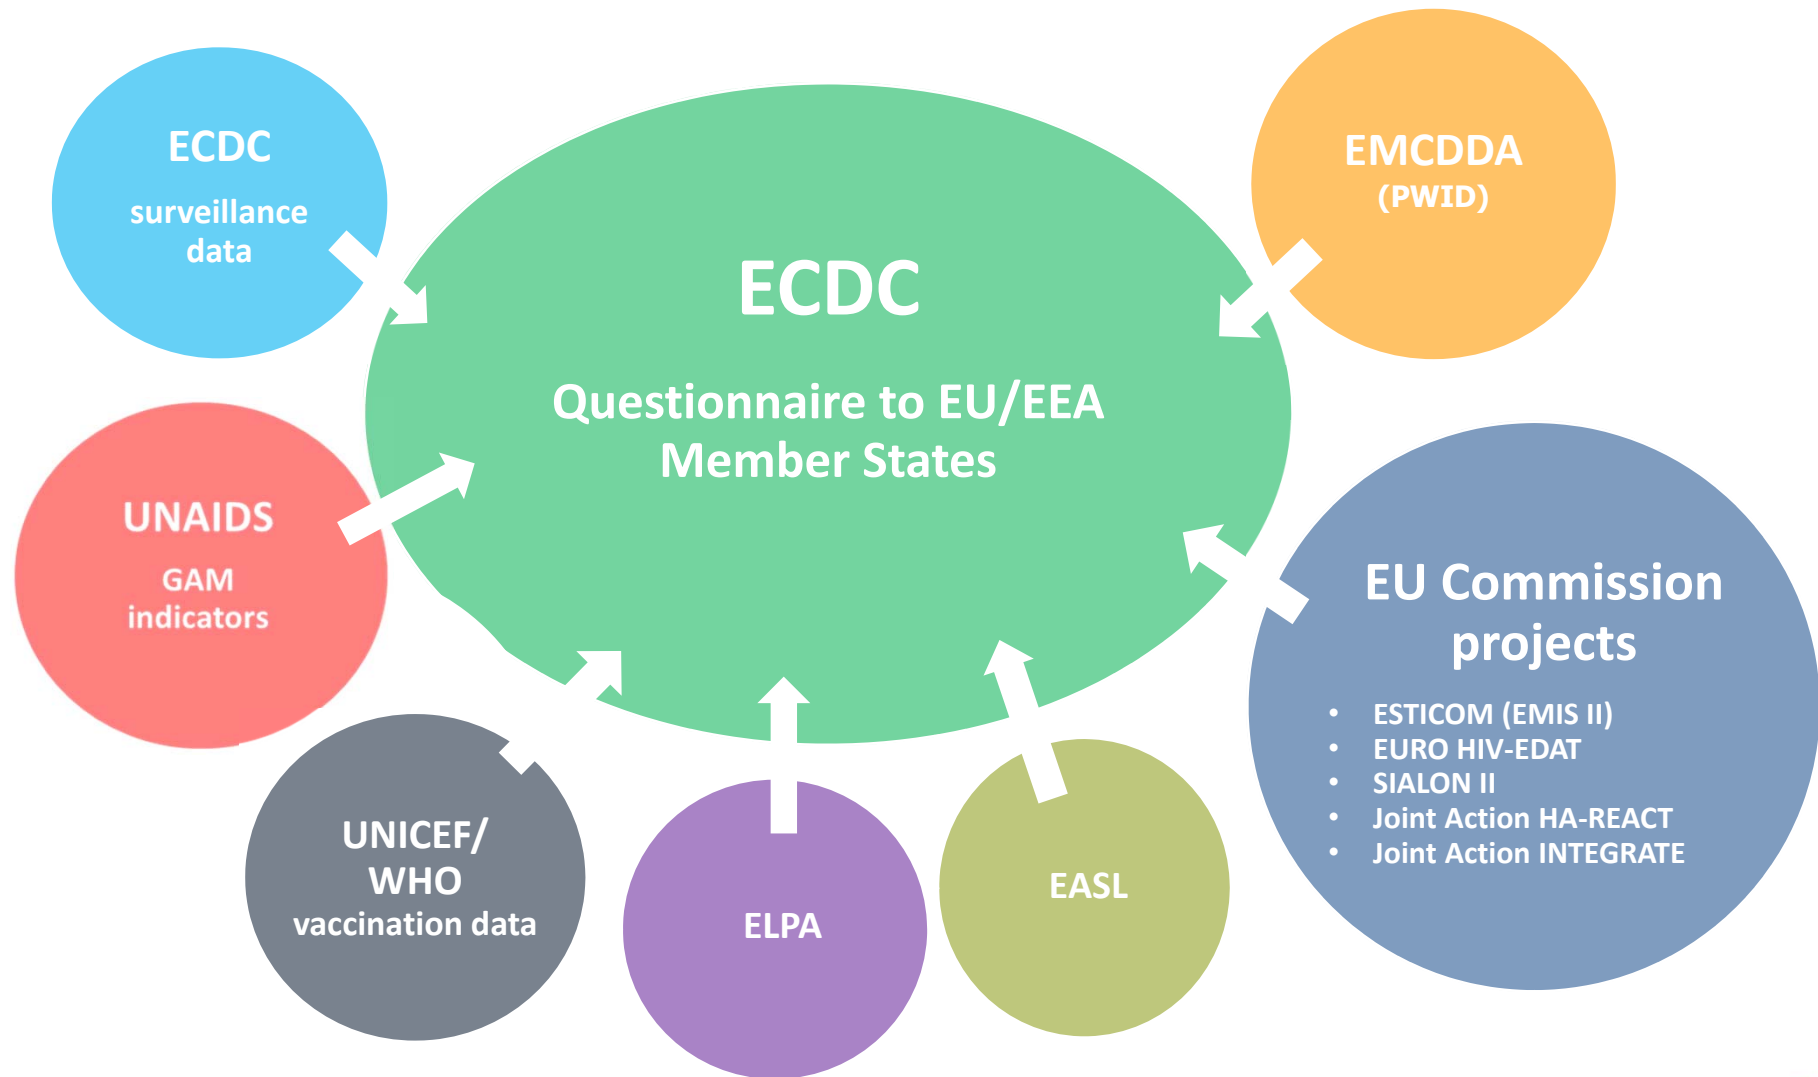 ECDC
surveillance
data
ECDC
Questionnaire to EU/EEA
Member States
EMCDDA
(PWID)
UNAIDS
GAM
indicators
EU Commission
projects
• ESTICOM (EMIS II)
• EURO HIV-EDAT
• SIALON II
• Joint Action HA-REACT
• Joint Action INTEGRATE
UNICEF/
WHO
vaccination data
ELPA
EASL